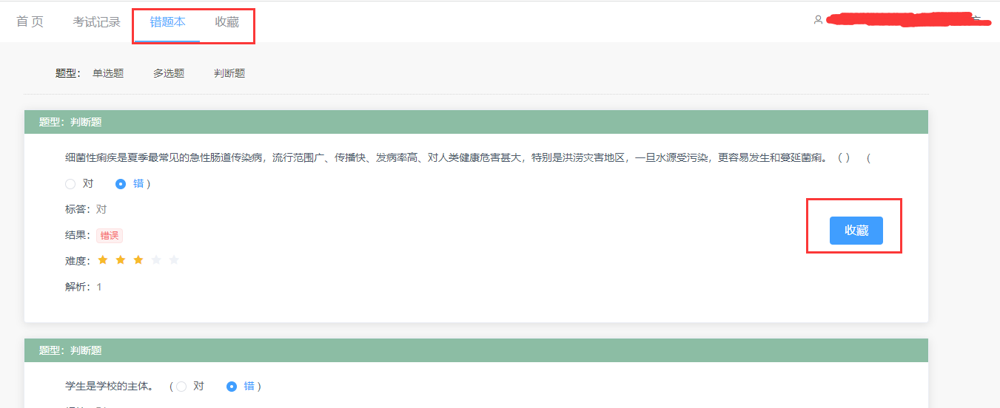 首 页 考试记录 错题本 收藏
题型： 单选题 多选题 判断题
题型：判断题
细菌性痢疾是夏季最常见的急性肠道传染病，流行范围广、传播快、发病率高、对人类健康危害甚大，特别是洪涝灾害地区，一旦水源受污染，更容易发生和蔓延菌痢。（ ） （
对 错 ）
标答：对
收藏
结果：错误
难度：
解析：1
题型：判断题
学生是学校的主体。 （ 对 错 ）